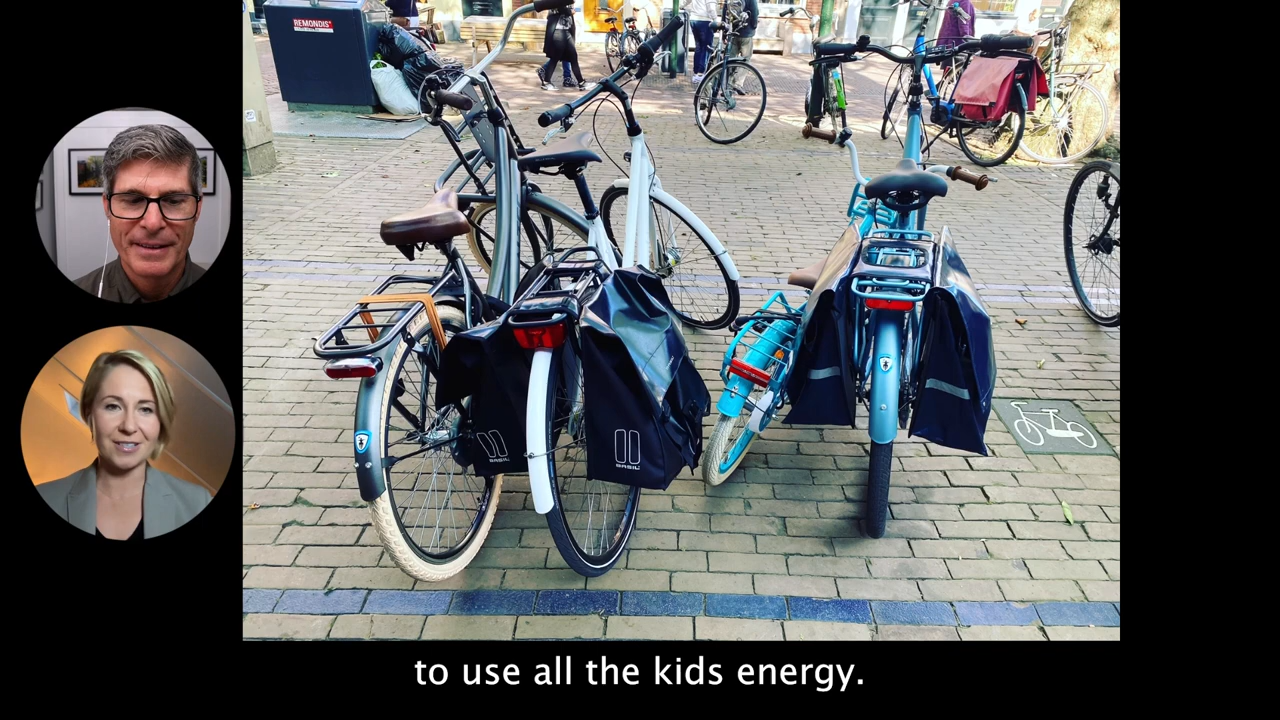 REMONDIS
BASIL
BASIL
to use all the kids energy.